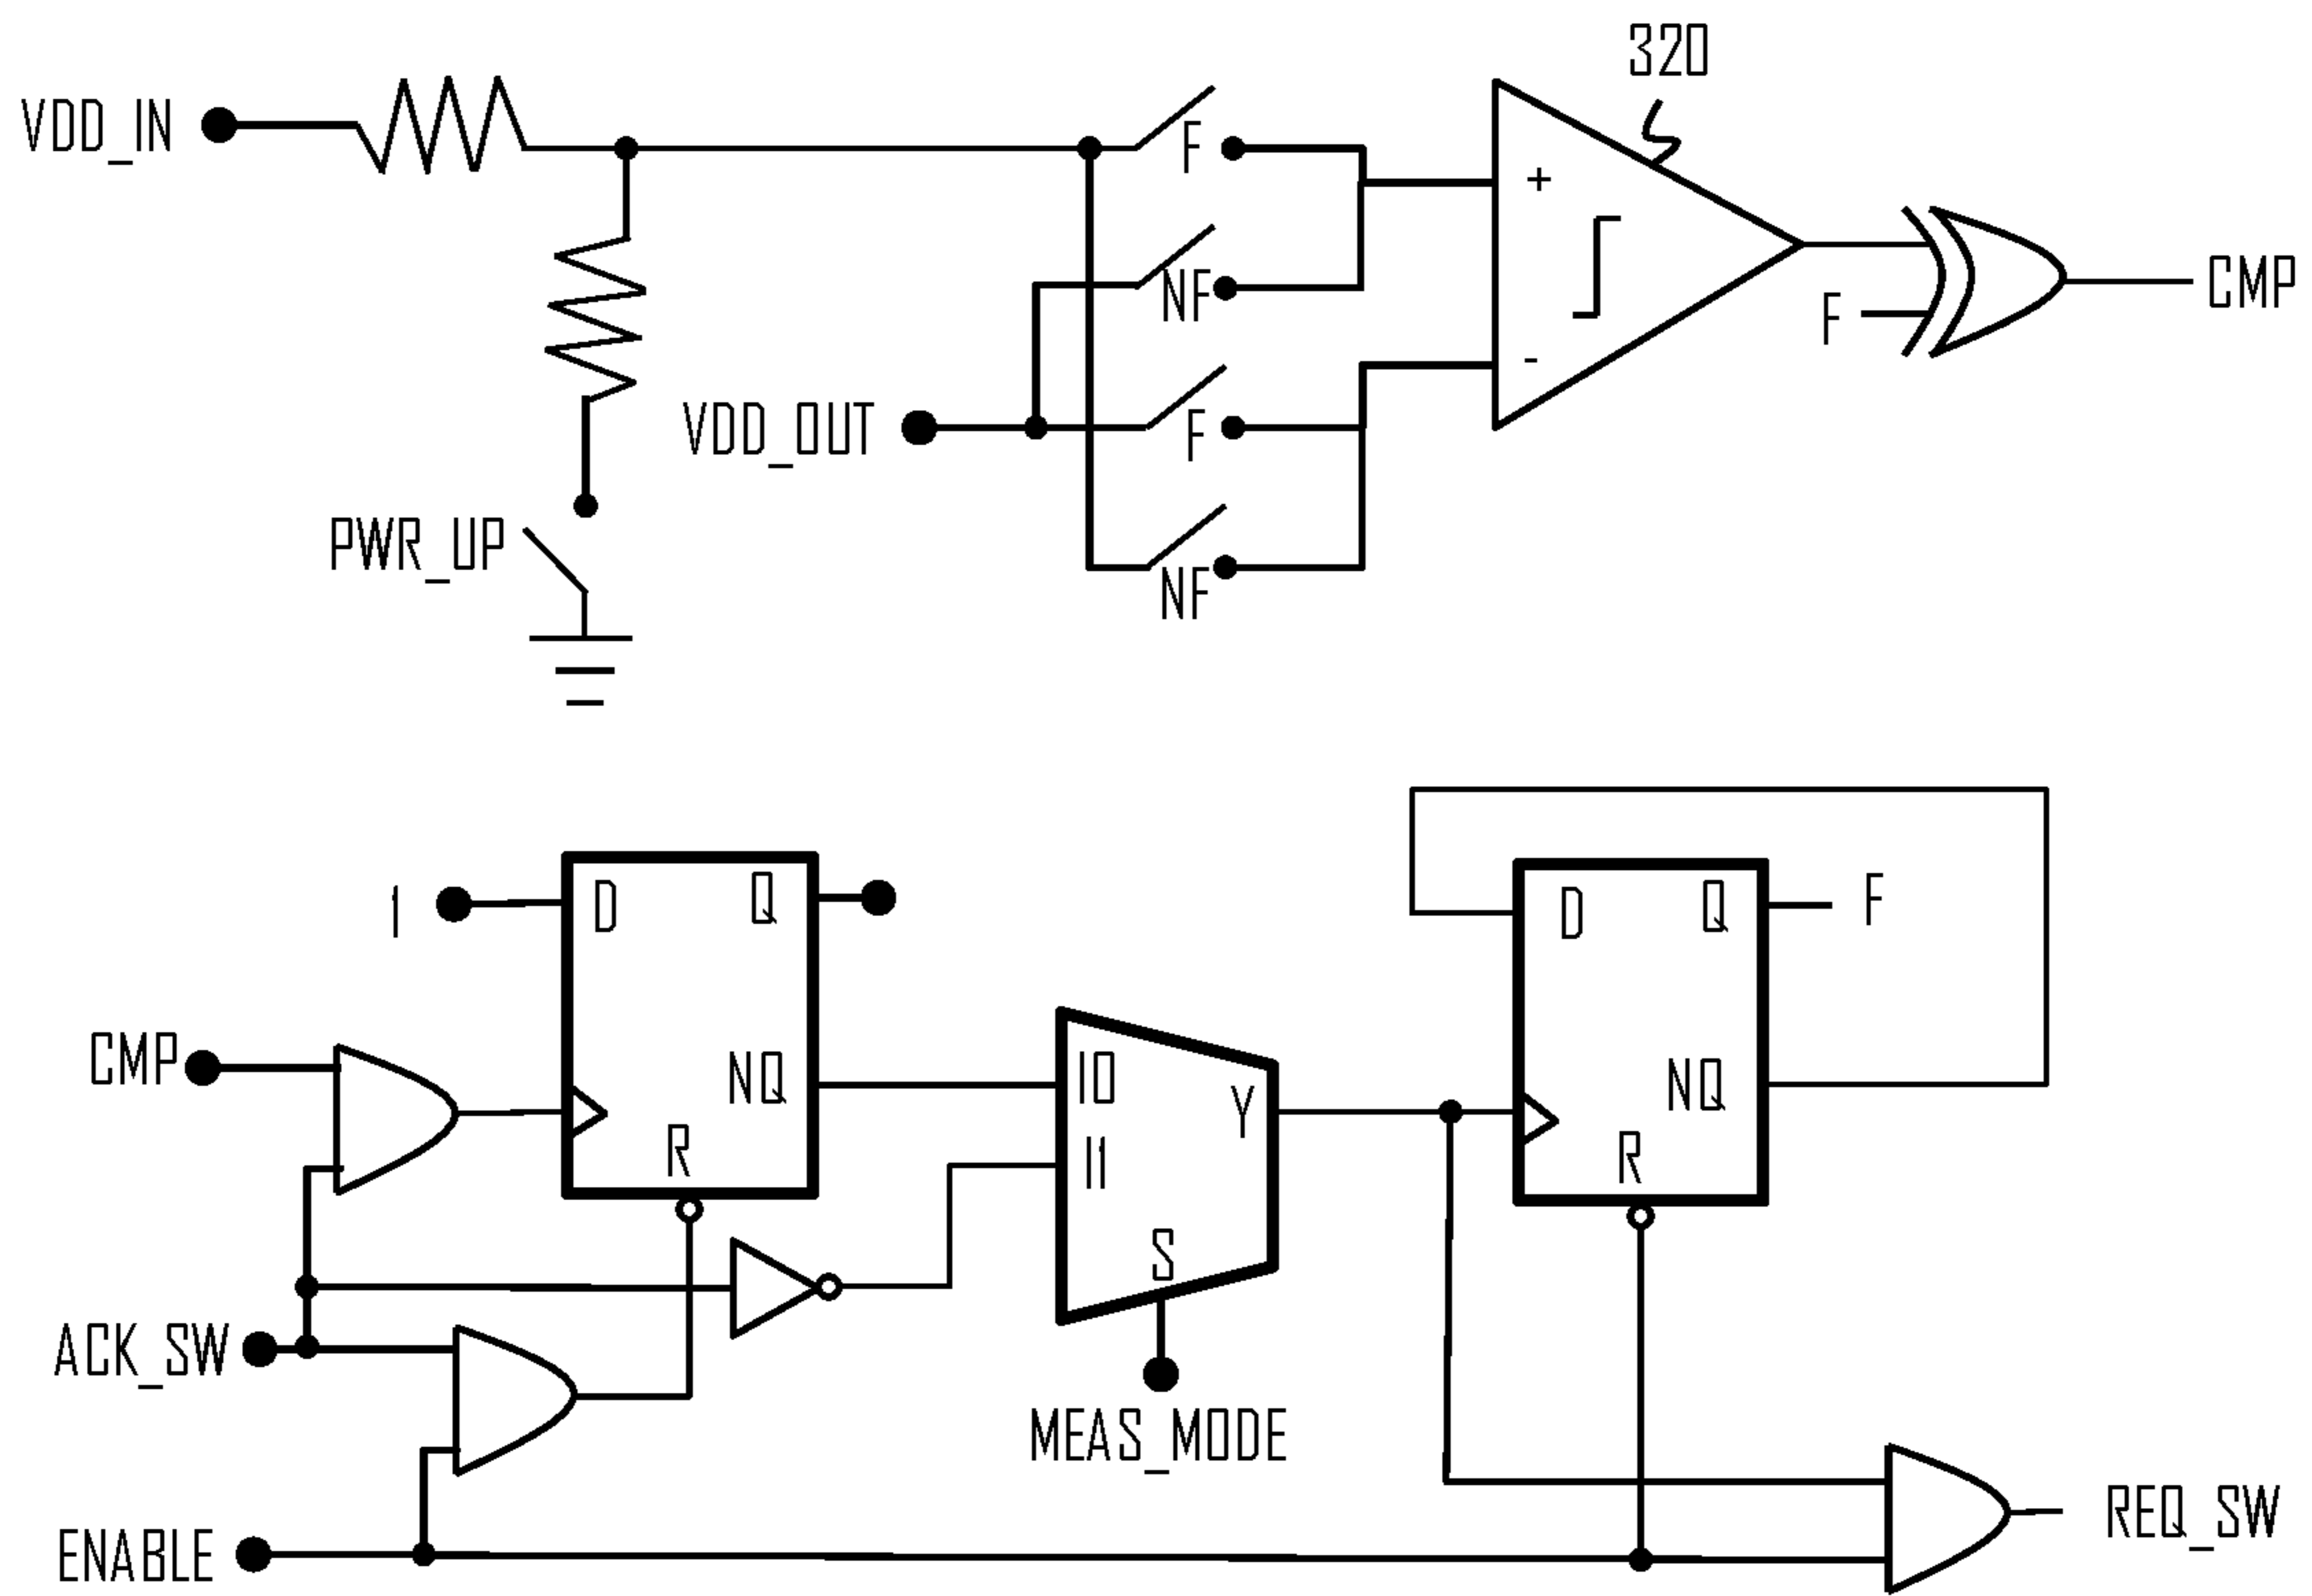 320
VDD_IN
F
+
NF
CMP
F
-
VDD_OUT
F
PWR_UP
NF
1
D
Q
D
Q
F
CMP
NQ
I0
NQ
Y
R
I1
R
S
ACK_SW
MEAS_MODE
REQ_SW
ENABLE